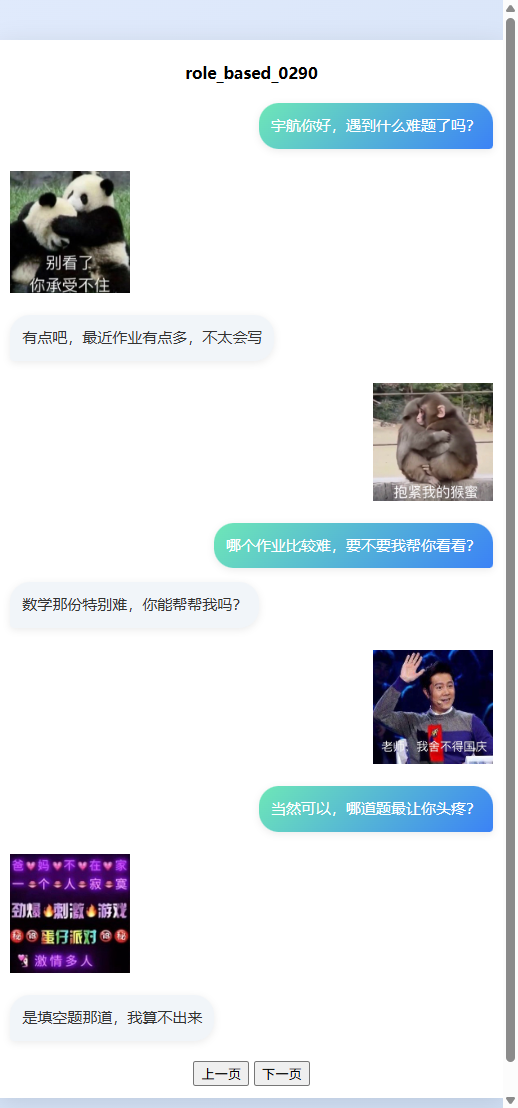 role_based_0290
宇航你好，遇到什么难题了吗？
别看了
你承受不住
有点吧，最近作业有点多，不太会写
抱紧我的猴蜜
哪个作业比较难，要不要我帮你看看？
数学那份特别难，你能帮帮我吗？
老师：我舍不得国庆
当然可以，哪道题最让你头疼？
爸妈不在家
一个人寂寞
劲爆🔥刺激🔥游戏
蛋仔派对
激情多人
是填空题那道，我算不出来
上一页 下一页